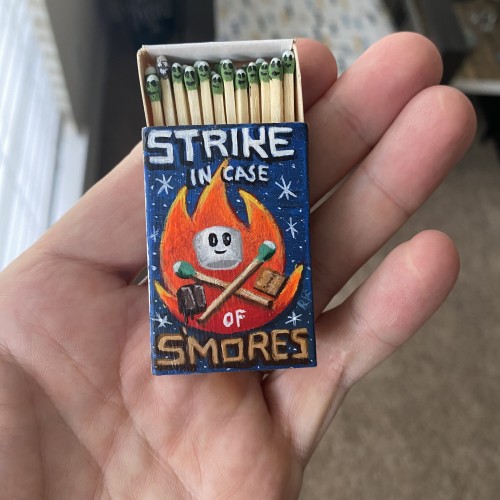 STRIKE
IN CASE
OF
SMORES